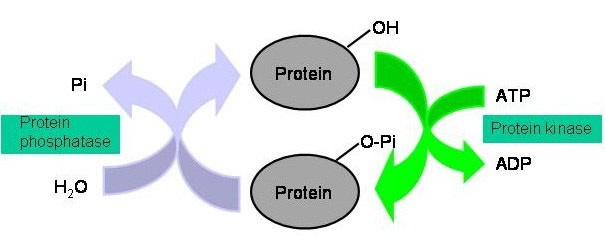 OH
Protein
Pi
ATP
Protein
phosphatase
Protein kinase
O-Pi
ADP
H₂O
Protein